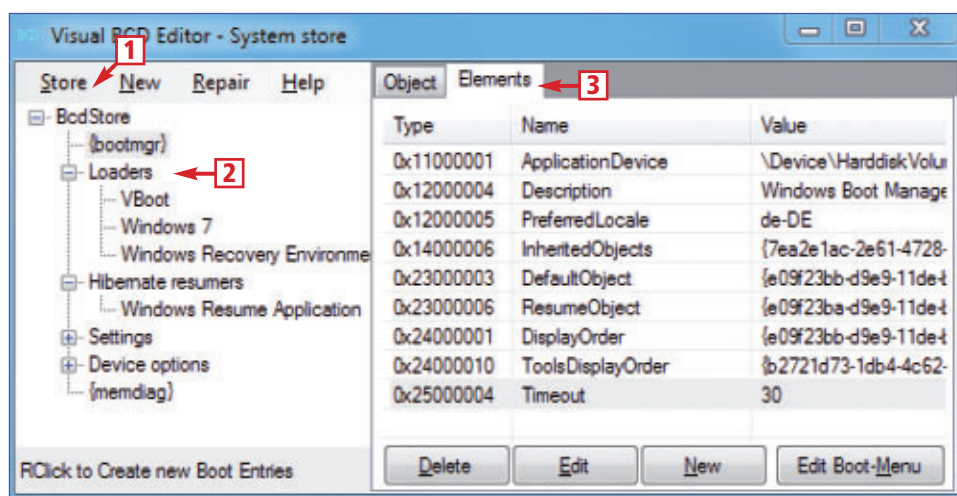 Visual BCD Editor - System store
1
Store New Repair Help
BcdStore
{bootmgr}
Loaders
2
VBoot
Windows 7
Windows Recovery Environme
Hibernate resumers
Windows Resume Application
Settings
Device options
{memdiag}
RClick to Create new Boot Entries
Object Elements
3
Type Name Value
0x11000001 ApplicationDevice \Device\HarddiskVolu
0x12000004 Description Windows Boot Manage
0x12000005 PreferredLocale de-DE
0x14000006 InheritedObjects {7ea2e1ac-2e61-4728-
0x23000003 DefaultObject {e09f23bb-d9e9-11de-b
0x23000006 ResumeObject {e09f23ba-d9e9-11de-b
0x24000001 DisplayOrder {e09f23bb-d9e9-11de-b
0x24000010 ToolsDisplayOrder {b2721d73-1db4-4c62-
0x25000004 Timeout 30
Delete Edit New Edit Boot-Menu